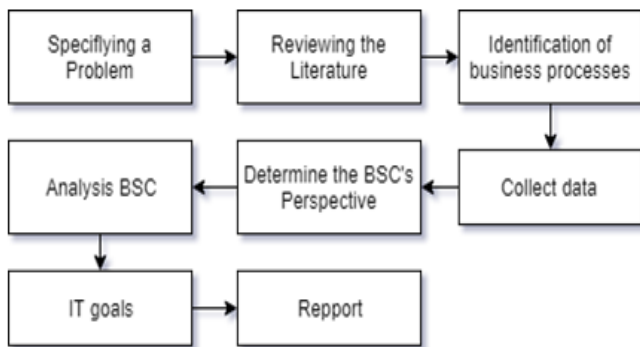 Speciflying a
Problem
Reviewing the
Literature
Identification of
business processes
Collect data
Determine the BSC's
Perspective
Analysis BSC
IT goals
Repport